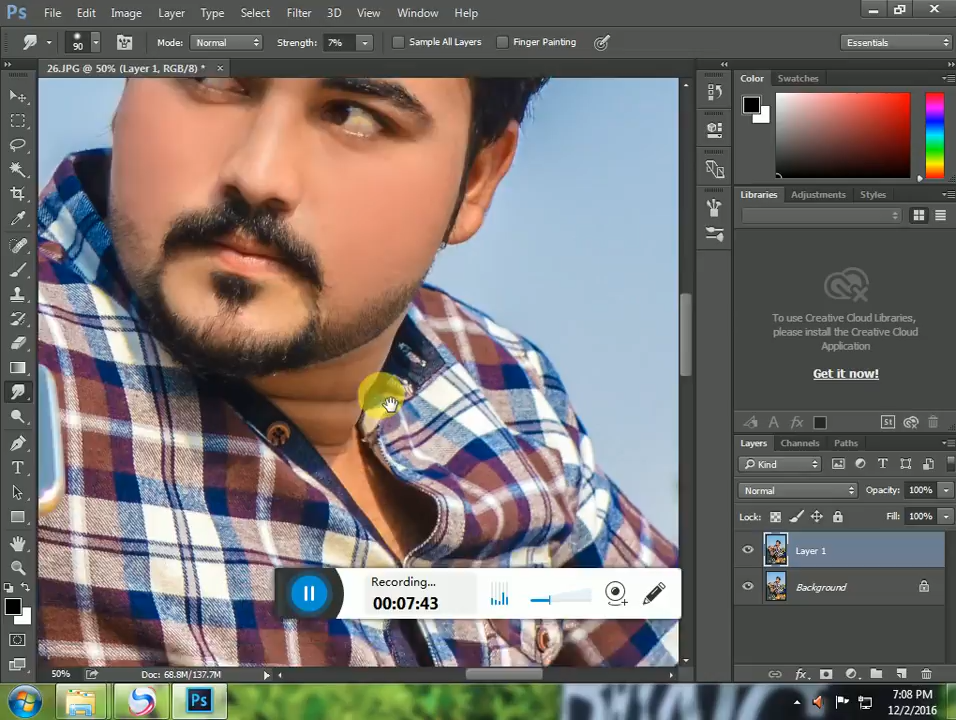 Ps File Edit Image Layer Type Select Filter 3D View Window Help
90 Mode: Normal Strength: 7% Sample All Layers Finger Painting Essentials
26.JPG @ 50% (Layer 1, RGB/8) *
Color Swatches
Libraries Adjustments Styles
To use Creative Cloud Libraries,
please install the Creative Cloud
Application
Get it now!
St
Layers Channels Paths
Kind
Normal Opacity: 100%
Lock: Fill: 100%
Layer 1
Background
Recording...
00:07:43
50% Doc: 68.8M/137.7M
Ps
7:08 PM
12/2/2016